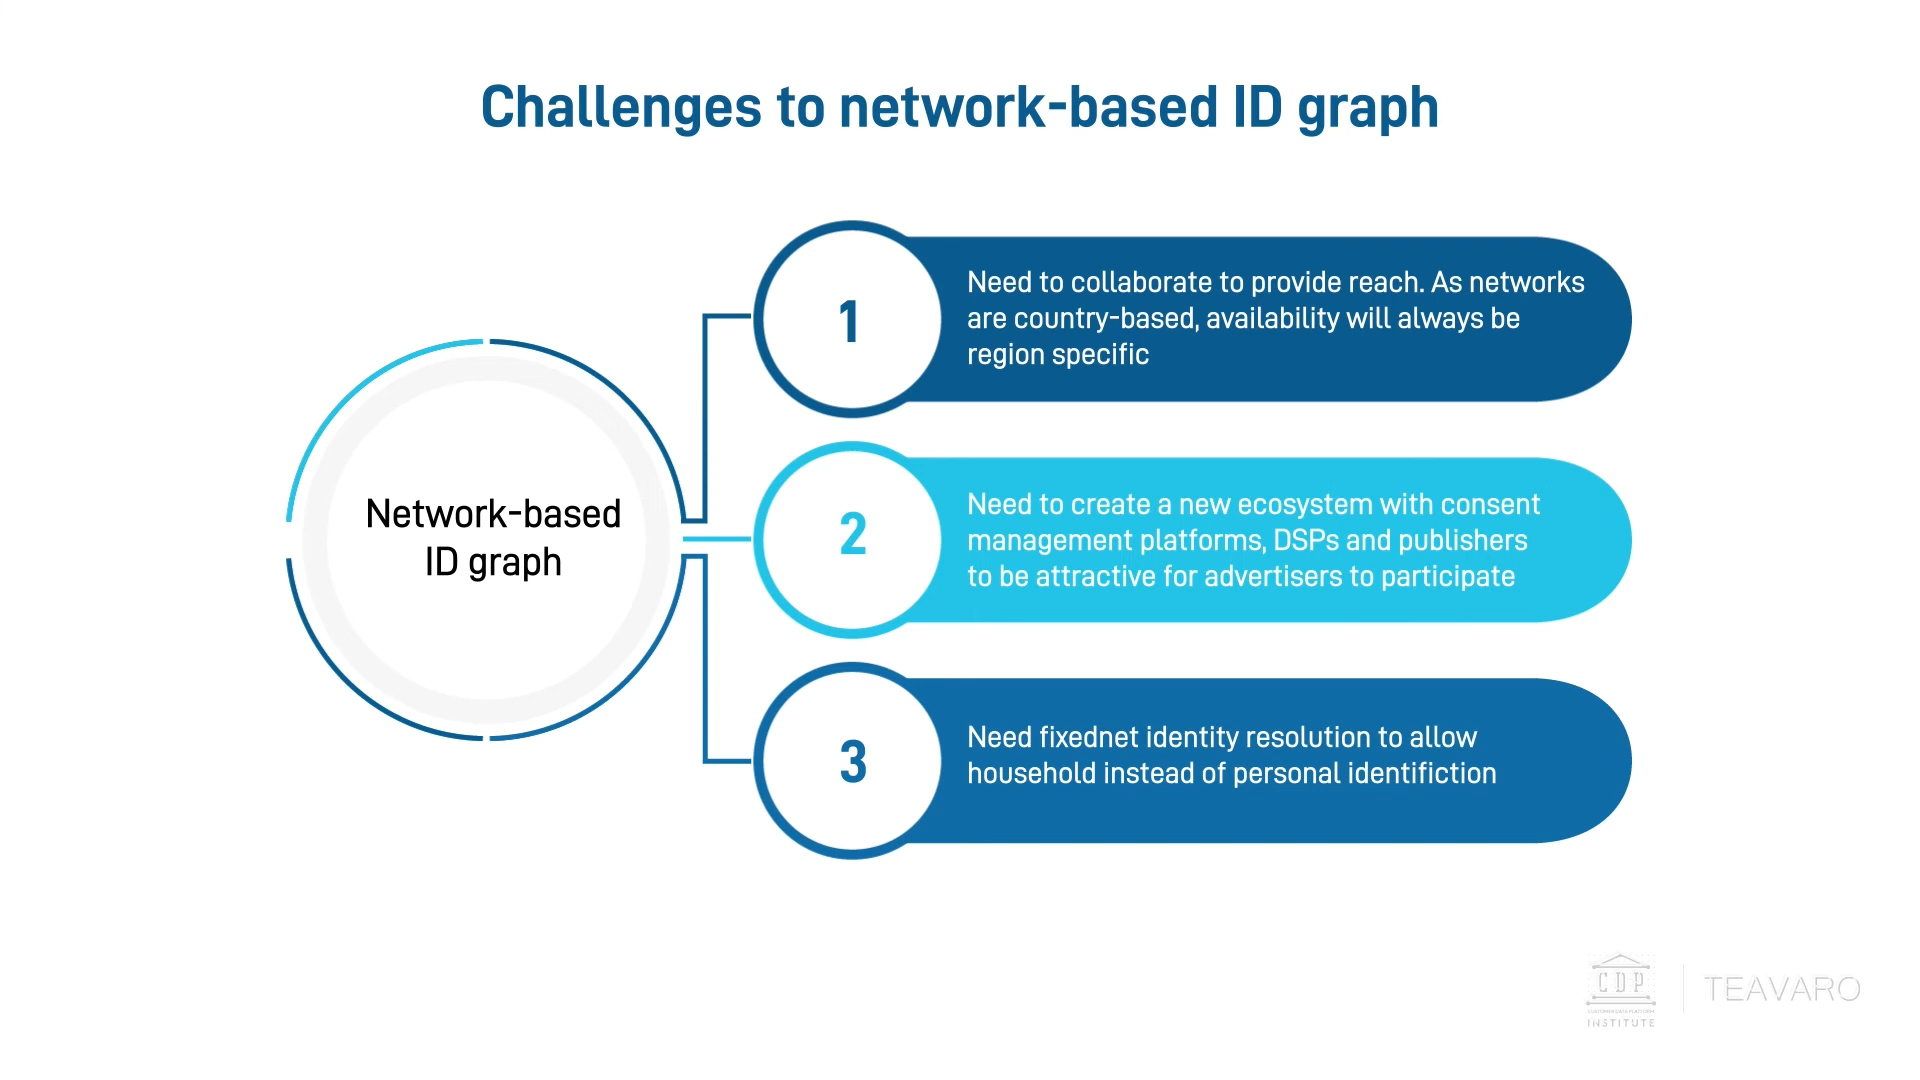 Challenges to network-based ID graph
Network-based
ID graph
1
Need to collaborate to provide reach. As networks
are country-based, availability will always be
region specific
2
Need to create a new ecosystem with consent
management platforms, DSPs and publishers
to be attractive for advertisers to participate
3
Need fixednet identity resolution to allow
household instead of personal identifiction
CDP
CUSTOMER DATA PLATFORM
INSTITUTE
TEAVARO